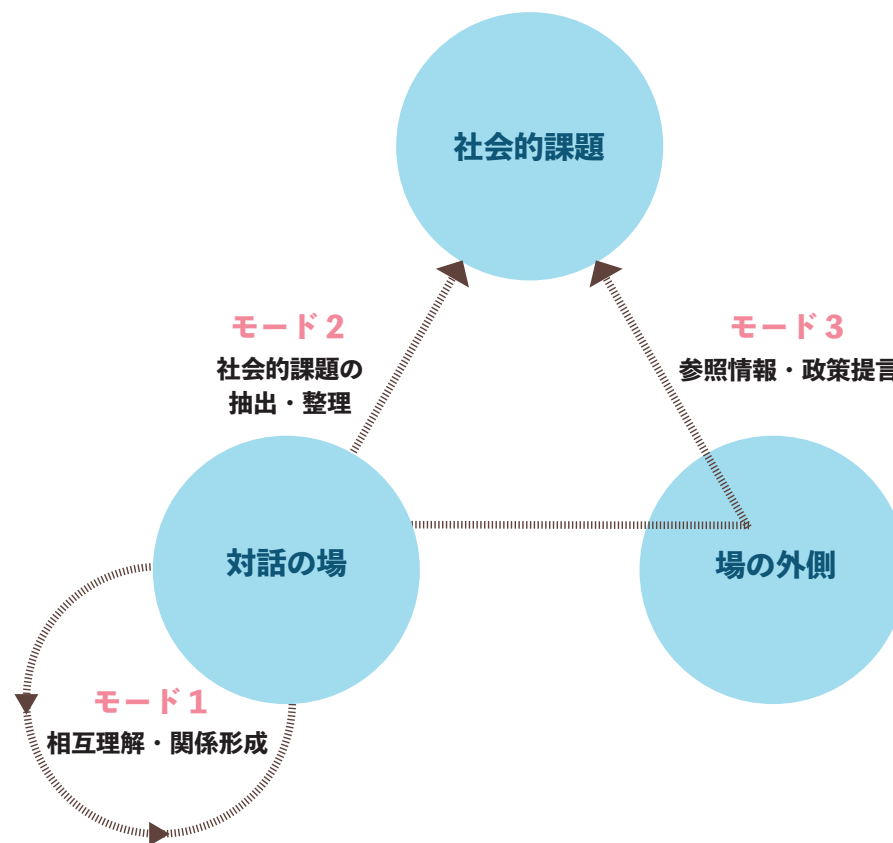 社会的課題
モード2
社会的課題の
抽出・整理
モード3
参照情報・政策提言
対話の場
場の外側
モード1
相互理解・関係形成